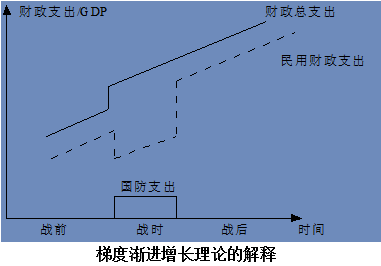 财政支出/GDP
财政总支出
民用财政支出
国防支出
战前
战时
战后
时间
梯度渐进增长理论的解释